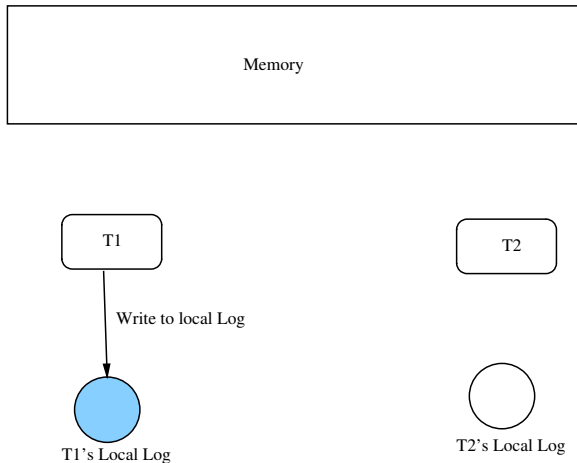 Memory
T1
T2
Write to local Log
T1's Local Log
T2's Local Log